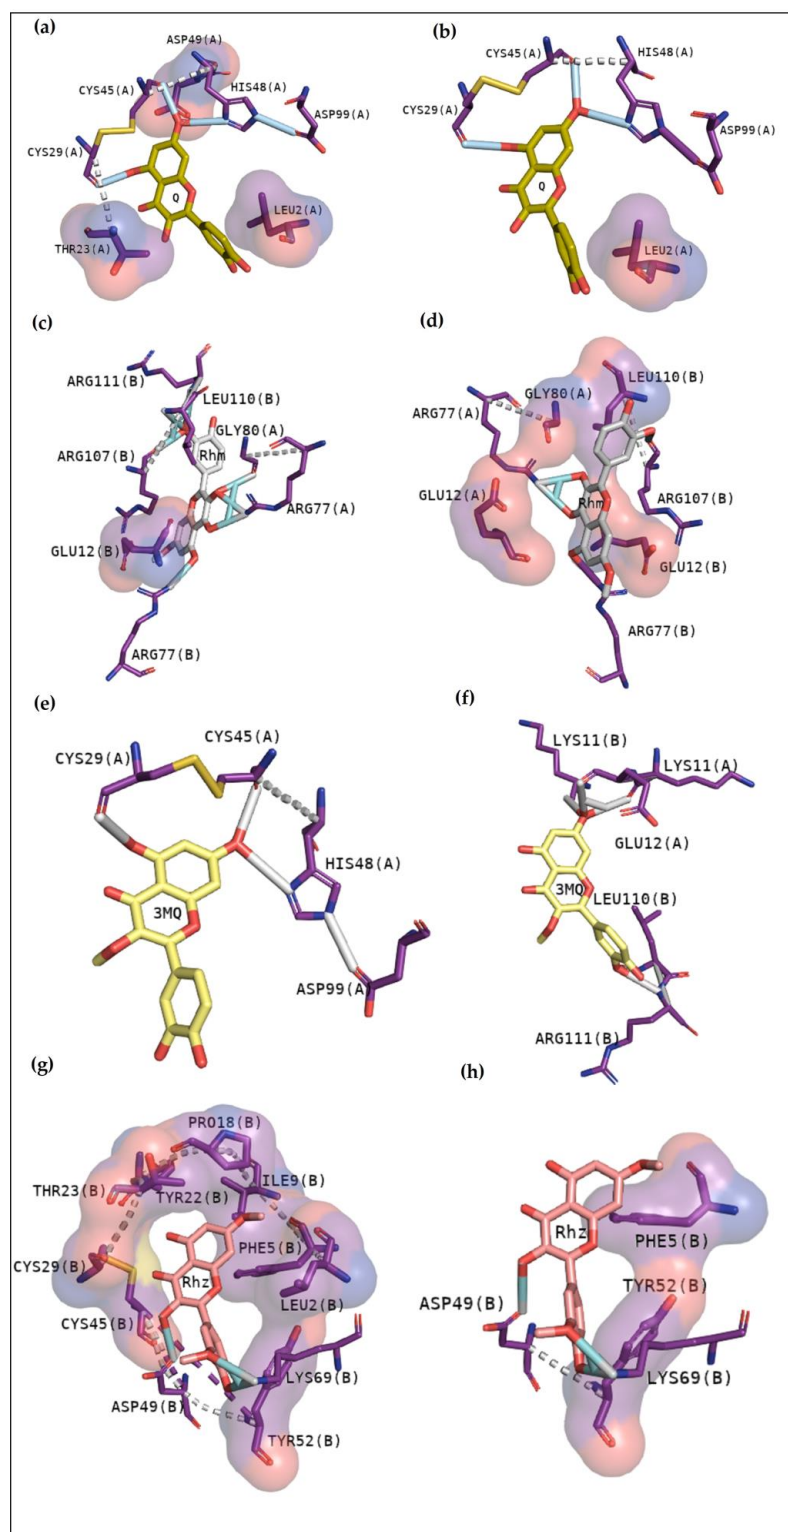 (a)
ASP49(A)
CYS45(A)
HIS48(A)
ASP99(A)
CYS29(A)
Q
LEU2(A)
THR23(A)
(b)
CYS45(A)
HIS48(A)
CYS29(A)
ASP99(A)
Q
LEU2(A)
(c)
ARG111(B)
LEU110(B)
GLY80(A)
Rhm
ARG107(B)
ARG77(A)
GLU12(B)
ARG77(B)
(d)
LEU110(B)
GLY80(A)
ARG77(A)
GLU12(A)
Rhm
ARG107(B)
GLU12(B)
ARG77(B)
(e)
CYS45(A)
CYS29(A)
HIS48(A)
3MQ
ASP99(A)
(f)
LYS11(B)
LYS11(A)
GLU12(A)
3MQ
LEU110(B)
ARG111(B)
(g)
PRO18(B)
THR23(B)
TYR22(B)
ILE9(B)
PHE5(B)
CYS29(B)
Rhz
LEU2(B)
CYS45(B)
LYS69(B)
ASP49(B)
TYR52(B)
(h)
Rhz
PHE5(B)
TYR52(B)
ASP49(B)
LYS69(B)